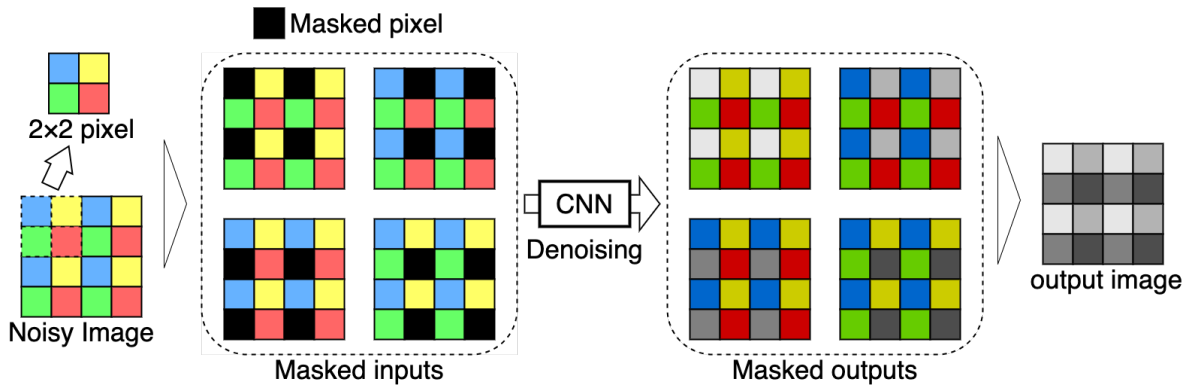 Masked pixel
2×2 pixel
Noisy Image
Masked inputs
CNN
Denoising
Masked outputs
output image